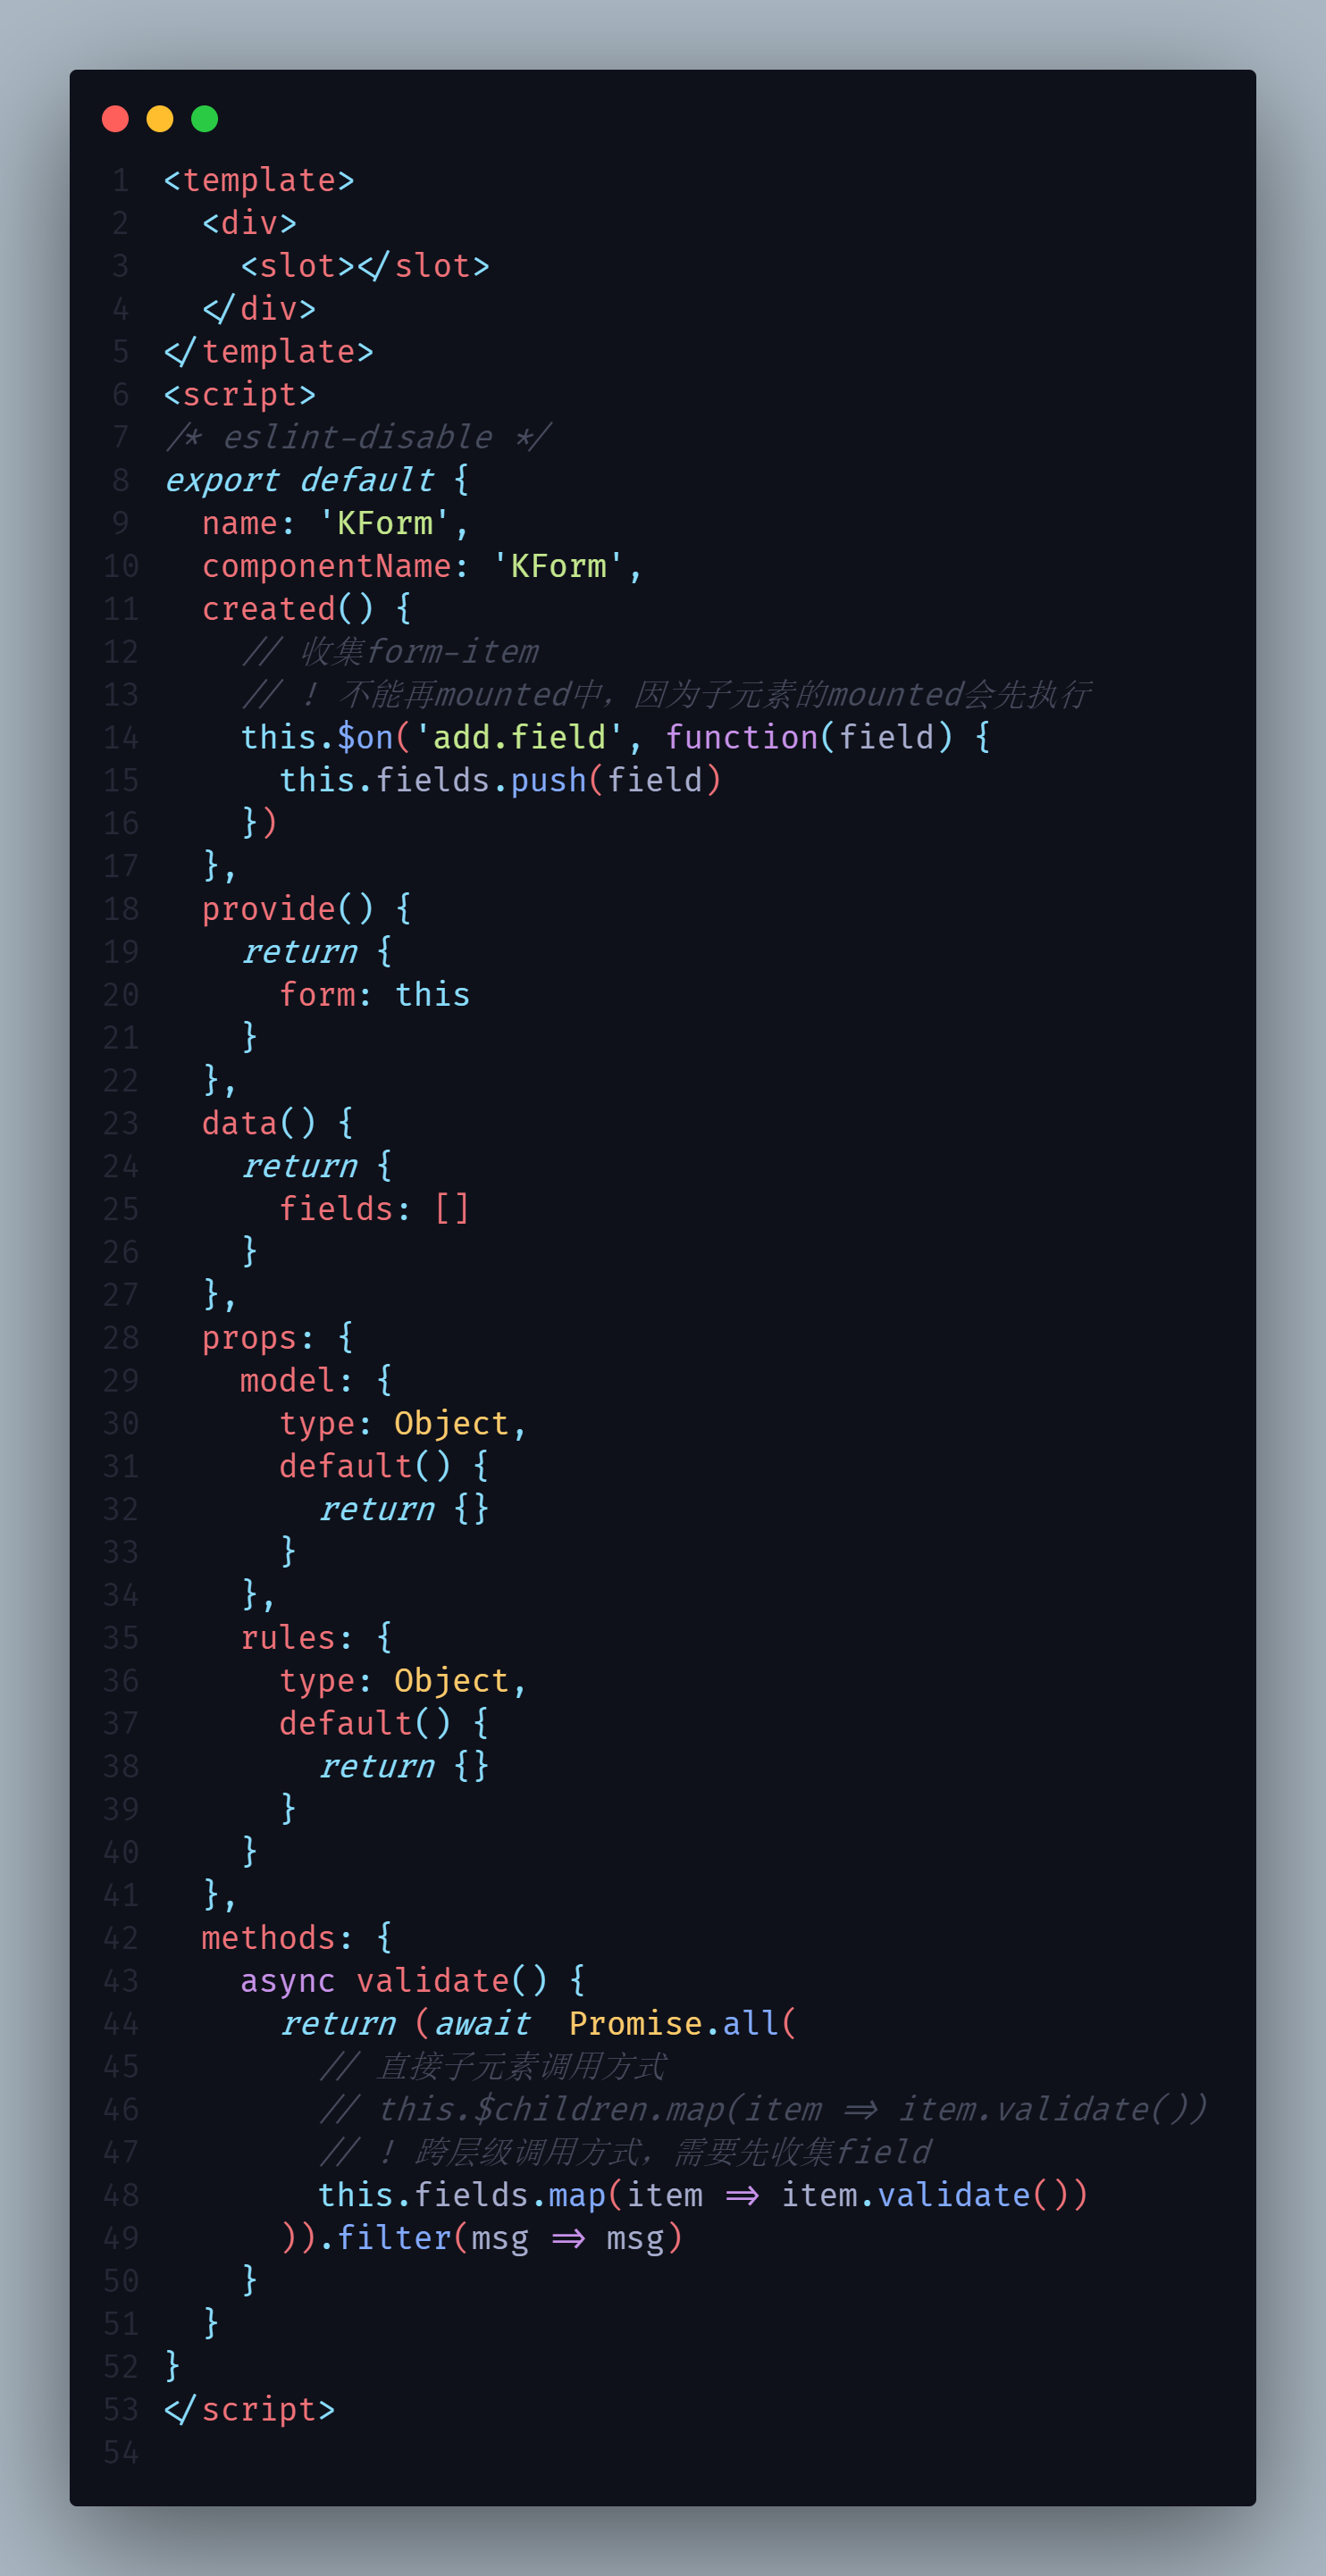 1 <template>
2   <div>
3     <slot></slot>
4   </div>
5 </template>
6 <script>
7 /* eslint-disable */
8 export default {
9   name: 'KForm',
10   componentName: 'KForm',
11   created() {
12     // 收集form-item
13     // ! 不能再mounted中，因为子元素的mounted会先执行
14     this.$on('add.field', function(field) {
15       this.fields.push(field)
16     })
17   },
18   provide() {
19     return {
20       form: this
21     }
22   },
23   data() {
24     return {
25       fields: []
26     }
27   },
28   props: {
29     model: {
30       type: Object,
31       default() {
32         return {}
33       }
34     },
35     rules: {
36       type: Object,
37       default() {
38         return {}
39       }
40     }
41   },
42   methods: {
43     async validate() {
44       return (await  Promise.all(
45         // 直接子元素调用方式
46         // this.$children.map(item => item.validate())
47         // ! 跨层级调用方式，需要先收集field
48         this.fields.map(item => item.validate())
49       )).filter(msg => msg)
50     }
51   }
52 }
53 </script>
54